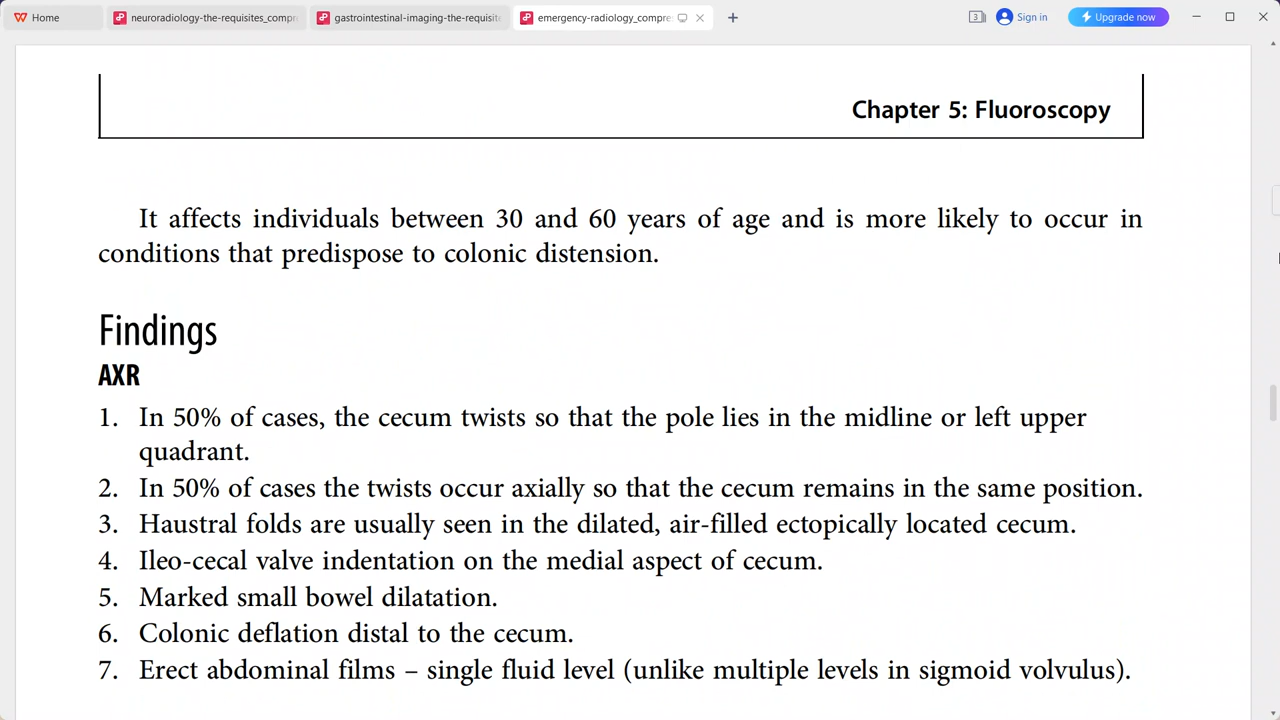 Home
neuroradiology-the-requisites_compr
gastrointestinal-imaging-the-requisite
emergency-radiology_compre
3
Sign in
Upgrade now
Chapter 5: Fluoroscopy
It affects individuals between 30 and 60 years of age and is more likely to occur in
conditions that predispose to colonic distension.
Findings
AXR
1. In 50% of cases, the cecum twists so that the pole lies in the midline or left upper
quadrant.
2. In 50% of cases the twists occur axially so that the cecum remains in the same position.
3. Haustral folds are usually seen in the dilated, air-filled ectopically located cecum.
4. Ileo-cecal valve indentation on the medial aspect of cecum.
5. Marked small bowel dilatation.
6. Colonic deflation distal to the cecum.
7. Erect abdominal films – single fluid level (unlike multiple levels in sigmoid volvulus).